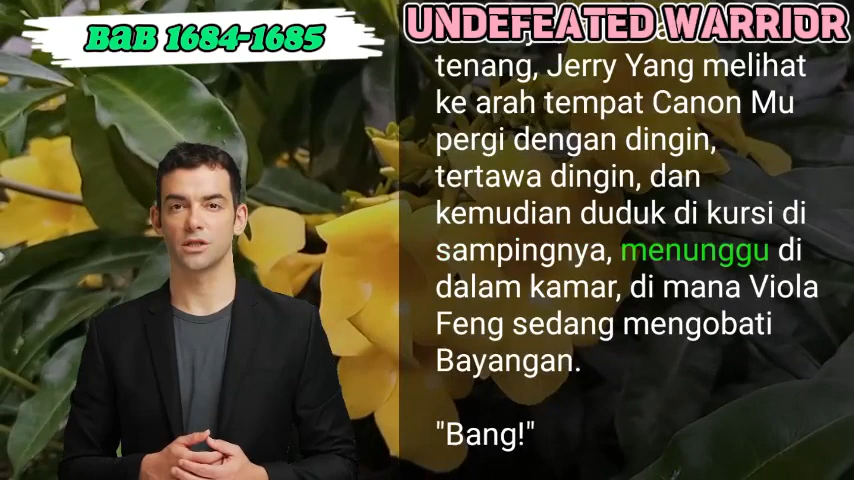 BaB 1684-1685
UNDEFEATED WARRIOR
tenang, Jerry Yang melihat
ke arah tempat Canon Mu
pergi dengan dingin,
tertawa dingin, dan
kemudian duduk di kursi di
sampingnya, menunggu di
dalam kamar, di mana Viola
Feng sedang mengobati
Bayangan.
"Bang!"